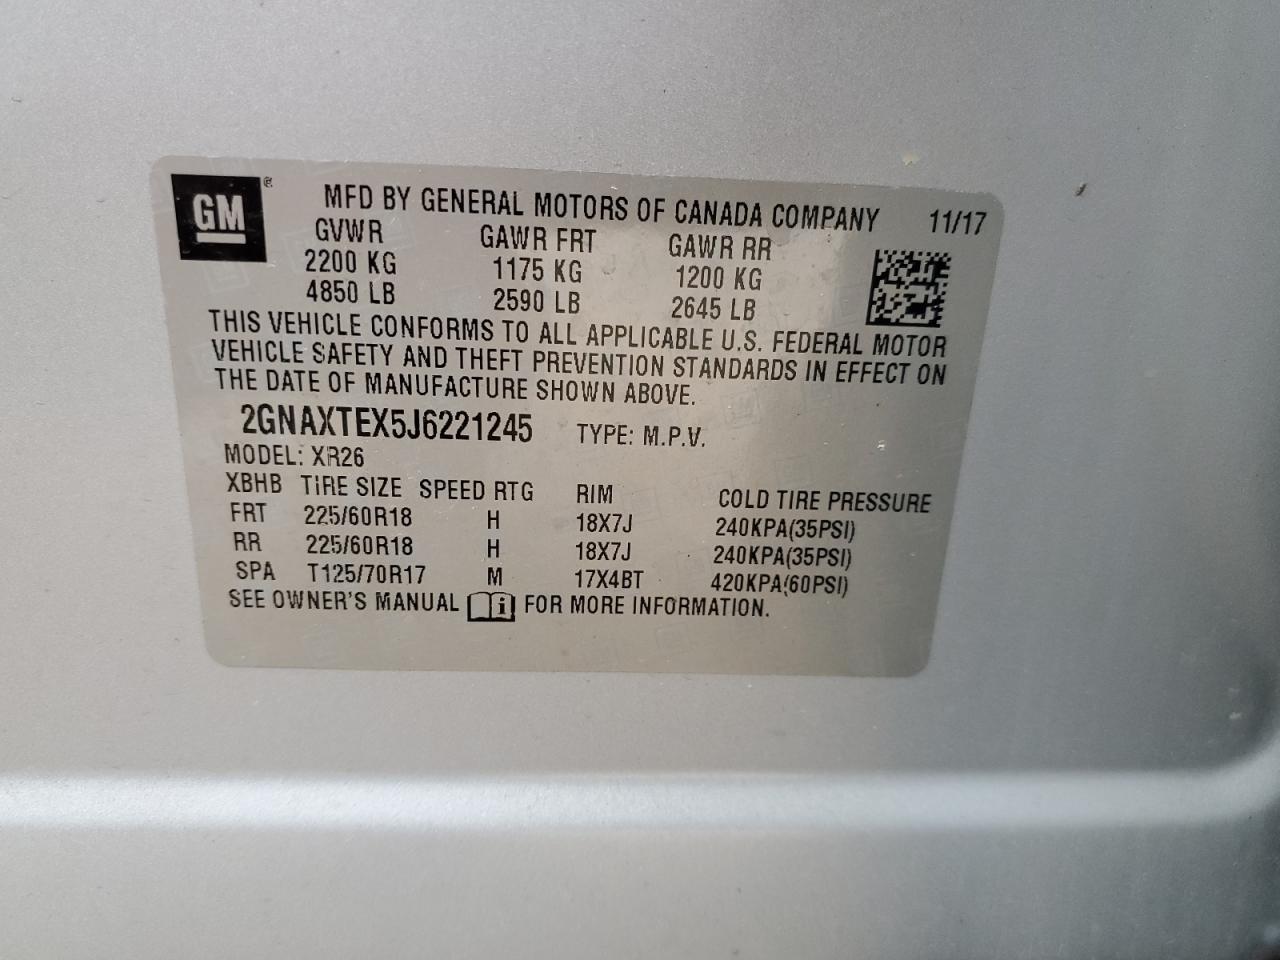 GM ®
MFD BY GENERAL MOTORS OF CANADA COMPANY 11/17
GVWR GAWR FRT GAWR RR
2200 KG 1175 KG 1200 KG
4850 LB 2590 LB 2645 LB
THIS VEHICLE CONFORMS TO ALL APPLICABLE U.S. FEDERAL MOTOR
VEHICLE SAFETY AND THEFT PREVENTION STANDARDS IN EFFECT ON
THE DATE OF MANUFACTURE SHOWN ABOVE.
2GNAXTEX5J6221245 TYPE: M.P.V.
MODEL: XR26
XBHB TIRE SIZE SPEED RTG RIM COLD TIRE PRESSURE
FRT 225/60R18 H 18X7J 240KPA(35PSI)
RR 225/60R18 H 18X7J 240KPA(35PSI)
SPA T125/70R17 M 17X4BT 420KPA(60PSI)
SEE OWNER'S MANUAL i FOR MORE INFORMATION.